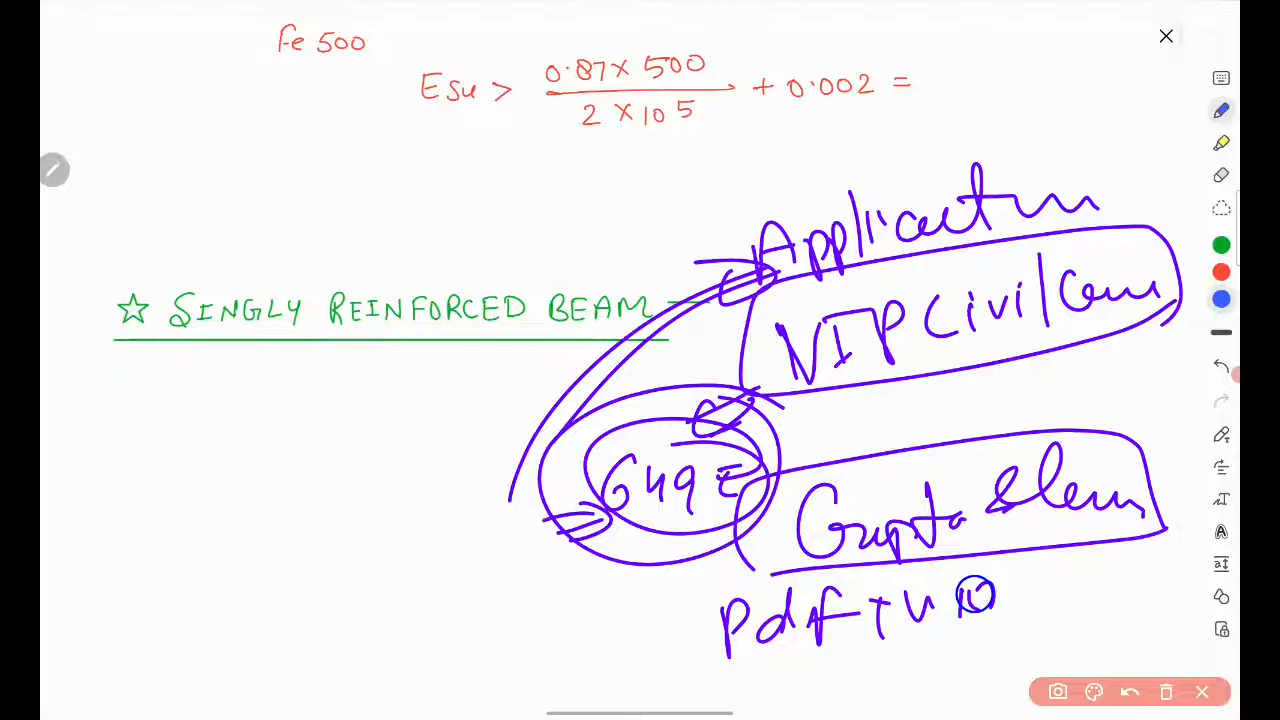 Fe 500
Esu > 0.87 × 500 / 2 × 10 5 + 0.002 =
Application
☆ SINGLY REINFORCED BEAM
VIP Civil
649
Gupta
Pdf + V